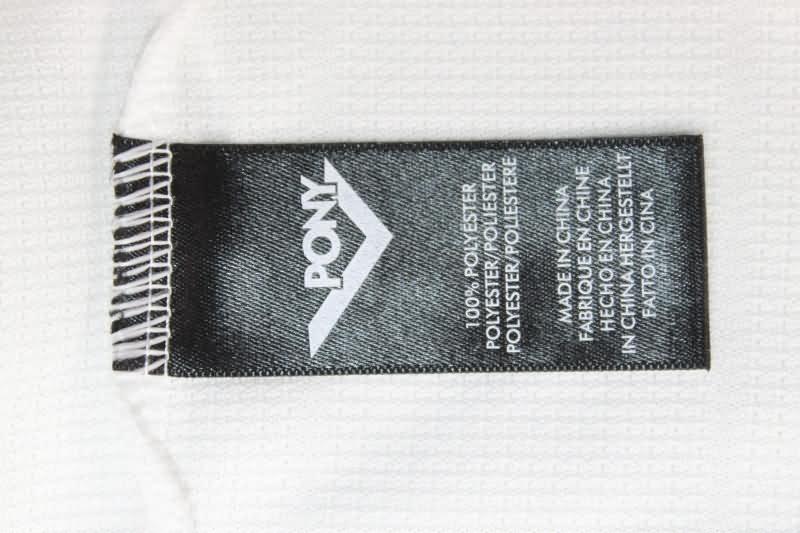 PONY
100% POLYESTER
POLYESTER/POLIESTER
POLYESTER/POLIESTERE
MADE IN CHINA
FABRIQUE EN CHINE
HECHO EN CHINA
IN CHINA HERGESTELLT
FATTO IN CINA